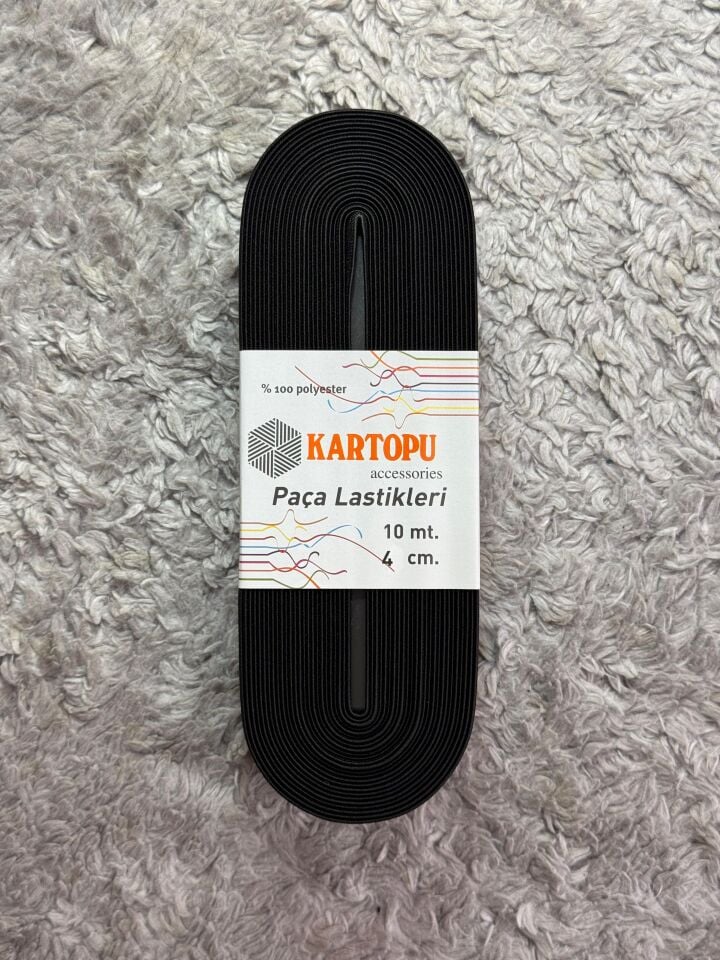 % 100 polyester
KARTOPU
accessories
Paça Lastikleri
10 mt.
4 cm.